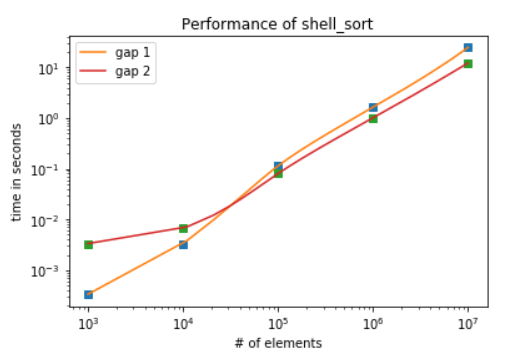 Performance of shell_sort
gap 1
gap 2
time in seconds
10¹
10⁰
10⁻¹
10⁻²
10⁻³
10³ 10⁴ 10⁵ 10⁶ 10⁷
# of elements